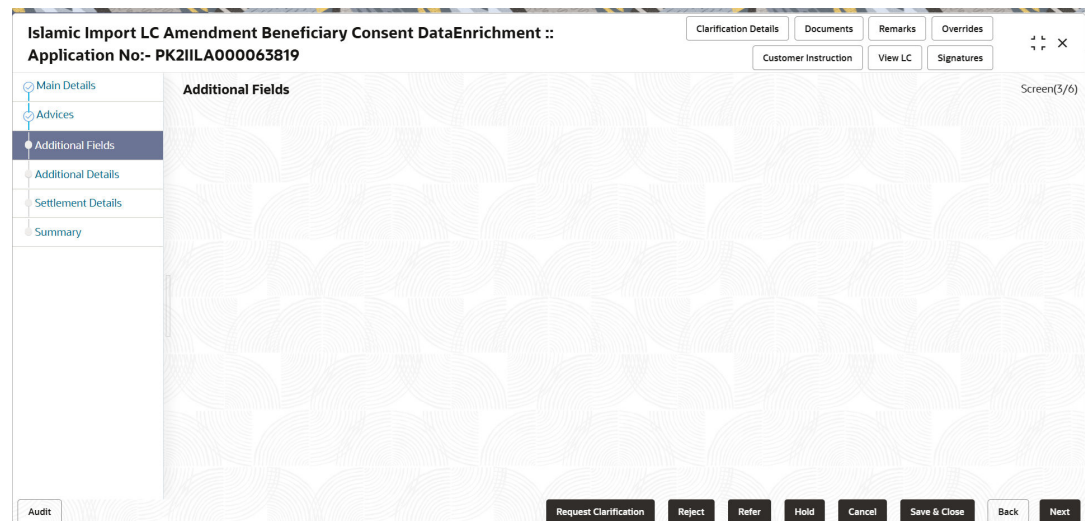 Islamic Import LC Amendment Beneficiary Consent DataEnrichment ::
Application No:- PK2IILA000063819
Clarification Details
Documents
Remarks
Overrides
Customer Instruction
View LC
Signatures
Main Details
Advices
Additional Fields
Additional Details
Settlement Details
Summary
Additional Fields
Screen(3/6)
Audit
Request Clarification
Reject
Refer
Hold
Cancel
Save & Close
Back
Next